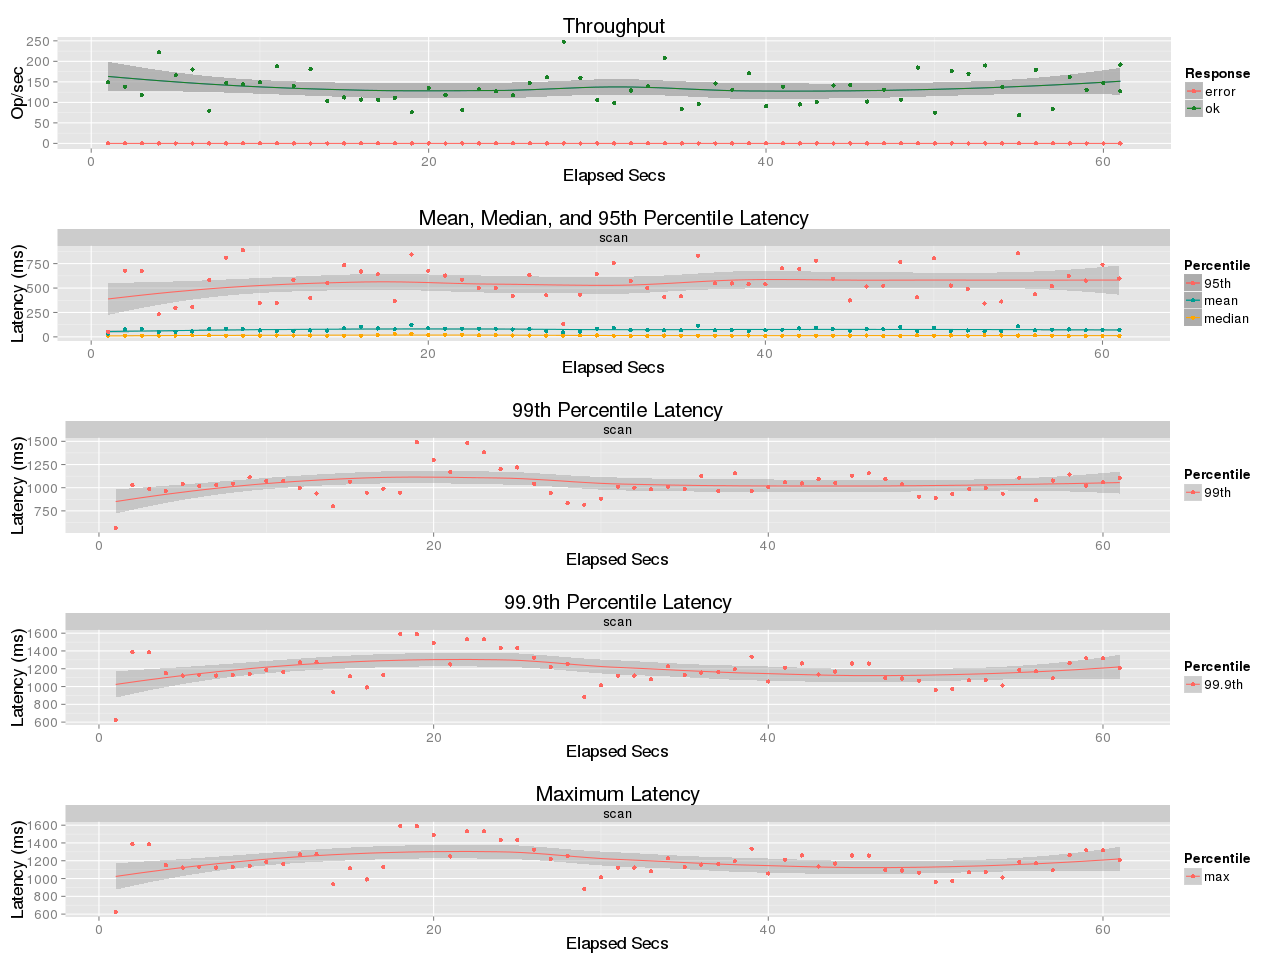 Throughput
250
200
150
100
50
0
Op/sec
0 20 40 60
Elapsed Secs
Response
error
ok
Mean, Median, and 95th Percentile Latency
scan
750
500
250
0
Latency (ms)
0 20 40 60
Elapsed Secs
Percentile
95th
mean
median
99th Percentile Latency
scan
1500
1250
1000
750
Latency (ms)
0 20 40 60
Elapsed Secs
Percentile
99th
99.9th Percentile Latency
scan
1600
1400
1200
1000
800
600
Latency (ms)
0 20 40 60
Elapsed Secs
Percentile
99.9th
Maximum Latency
scan
1600
1400
1200
1000
800
600
Latency (ms)
0 20 40 60
Elapsed Secs
Percentile
max